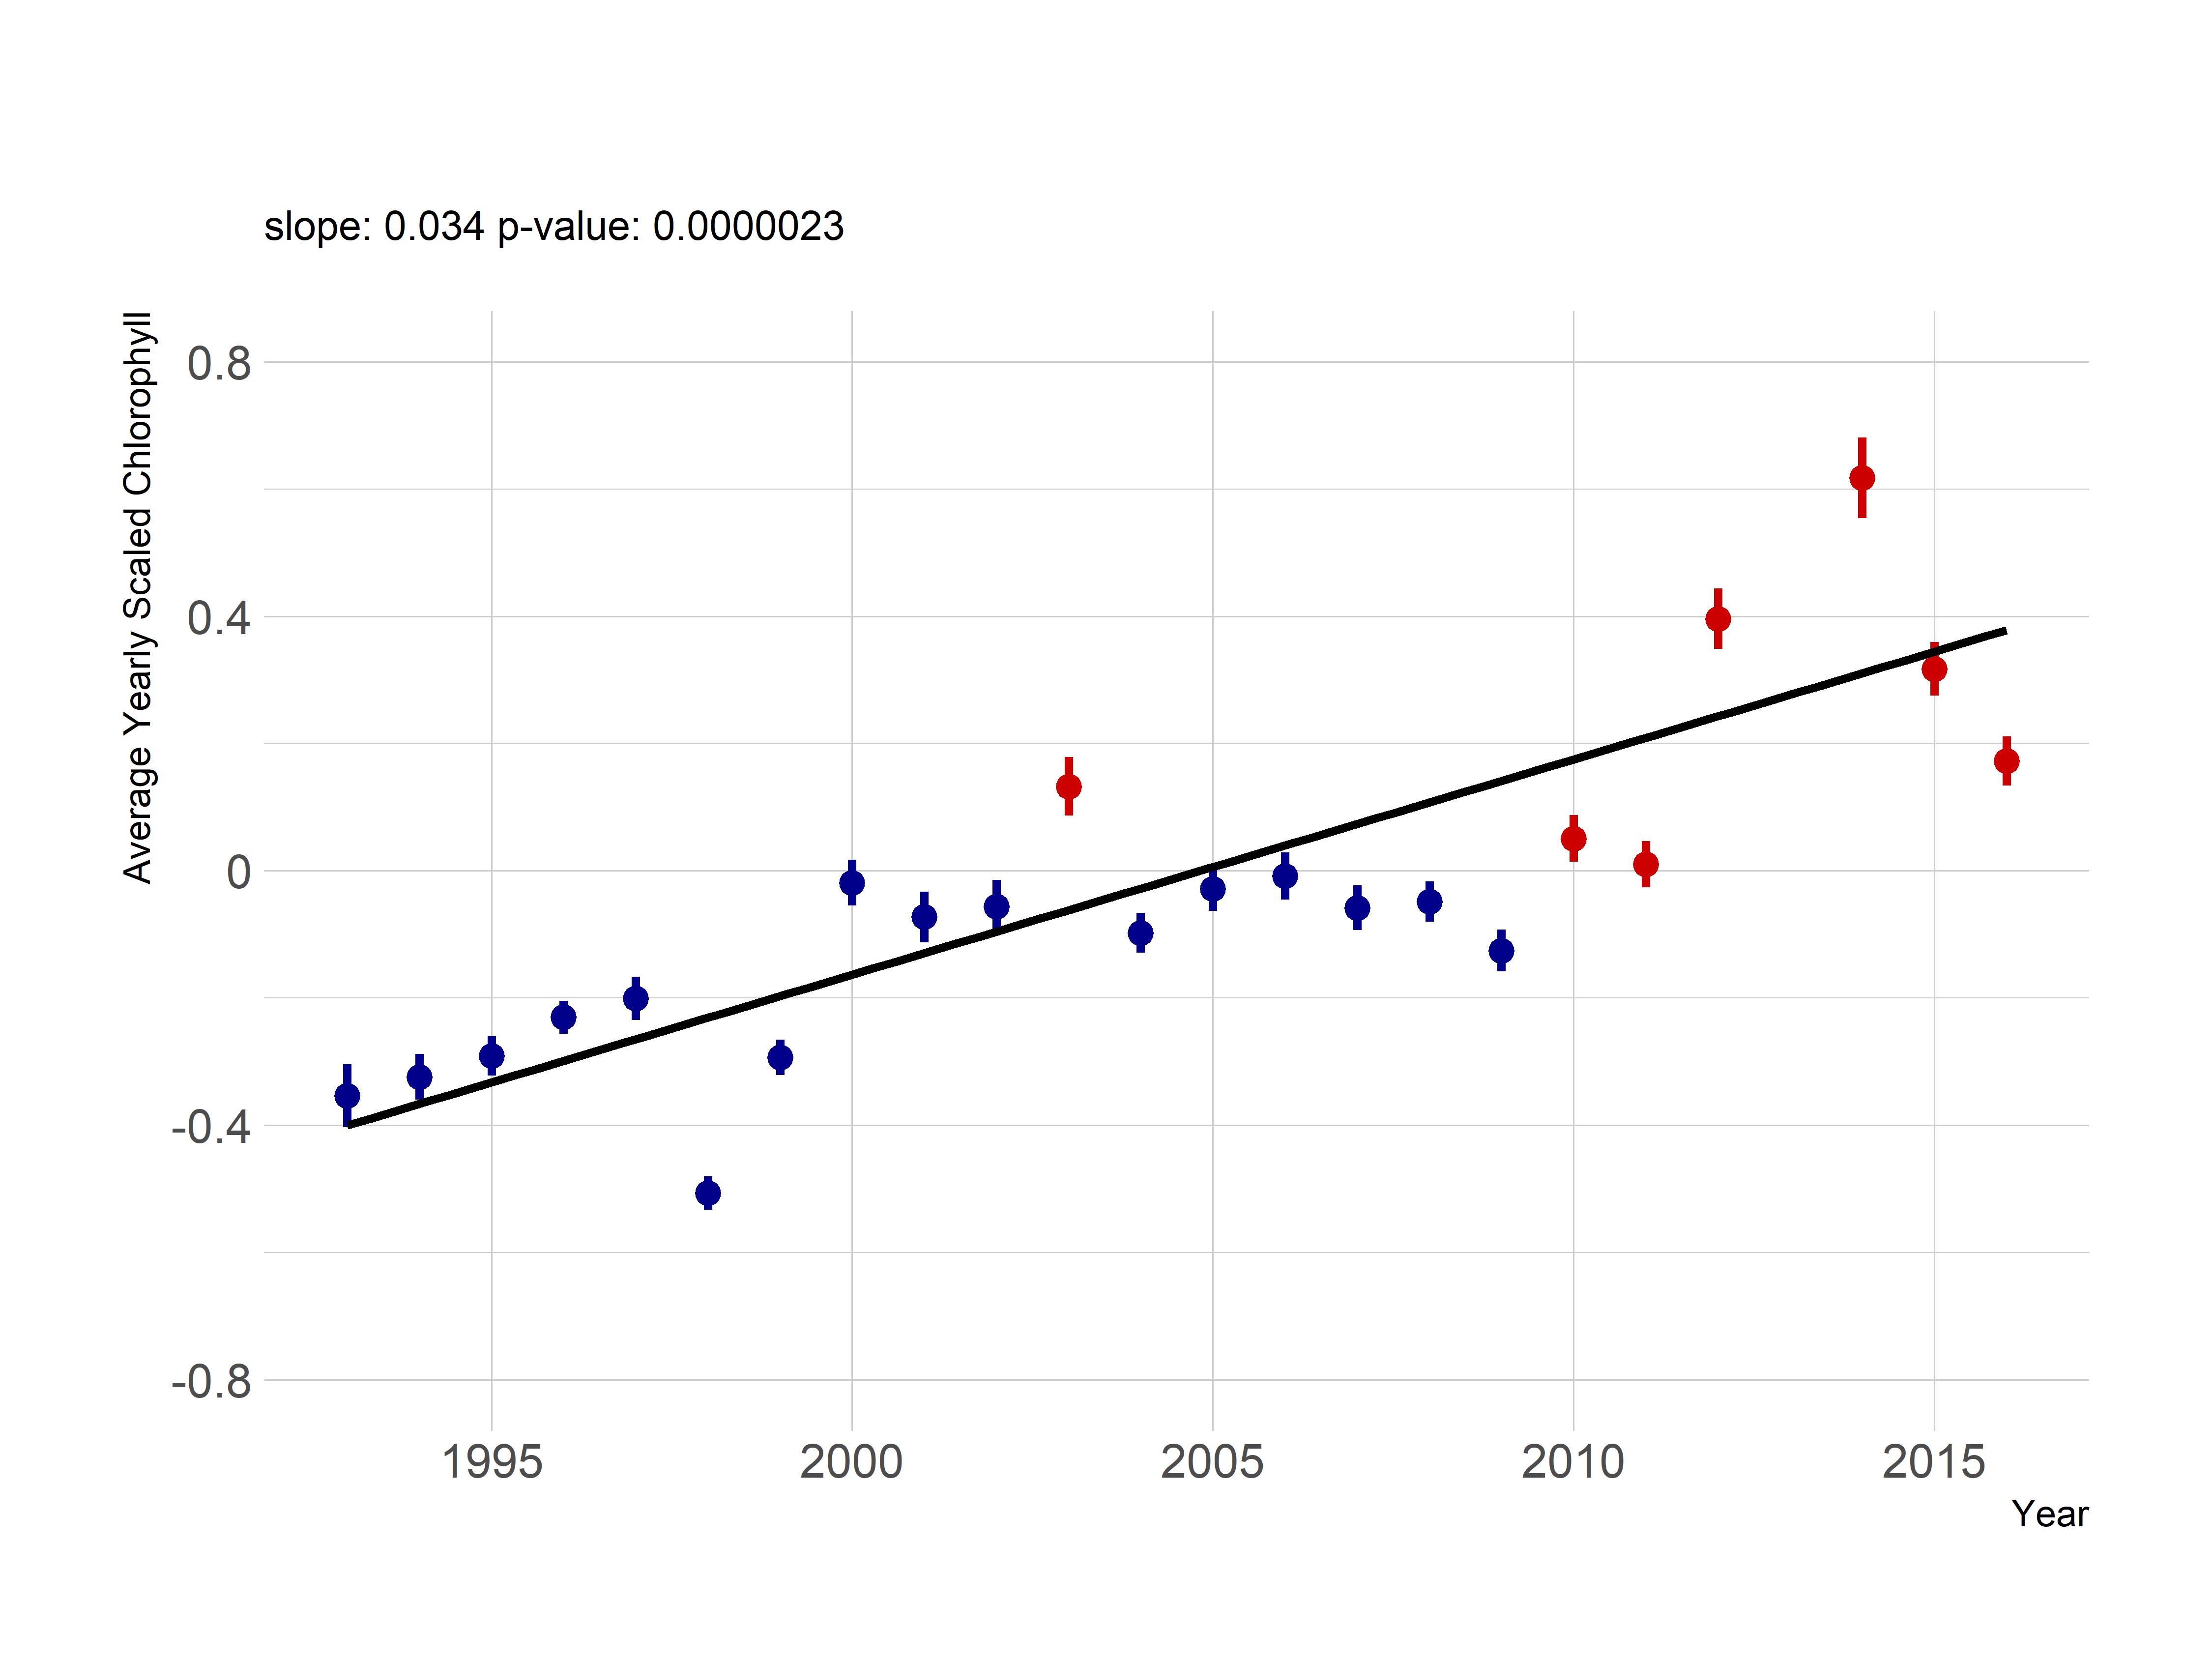 slope: 0.034 p-value: 0.0000023
Average Yearly Scaled Chlorophyll
0.8
0.4
0
-0.4
-0.8
1995 2000 2005 2010 2015
Year